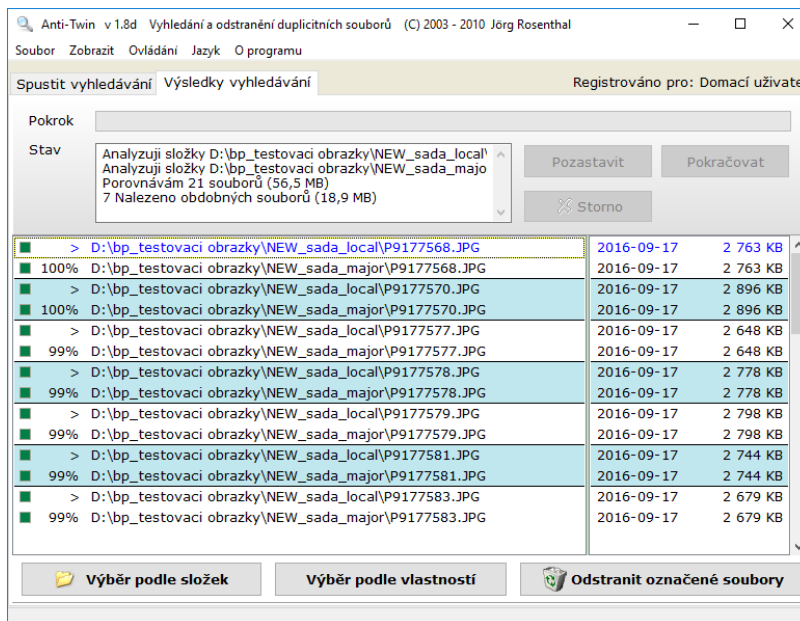 Anti-Twin v 1.8d Vyhledání a odstranění duplicitních souborů (C) 2003 - 2010 Jörg Rosenthal
Soubor Zobrazit Ovládání Jazyk O programu
Spustit vyhledávání Výsledky vyhledávání Registrováno pro: Domací uživate
Pokrok
Stav
Analyzuji složky D:\bp_testovaci obrazky\NEW_sada_local\
Analyzuji složky D:\bp_testovaci obrazky\NEW_sada_majo
Porovnávám 21 souborů (56,5 MB)
7 Nalezeno obdobných souborů (18,9 MB)
Pozastavit Pokračovat
Storno
> D:\bp_testovaci obrazky\NEW_sada_local\P9177568.JPG 2016-09-17 2 763 KB
100% D:\bp_testovaci obrazky\NEW_sada_major\P9177568.JPG 2016-09-17 2 763 KB
> D:\bp_testovaci obrazky\NEW_sada_local\P9177570.JPG 2016-09-17 2 896 KB
100% D:\bp_testovaci obrazky\NEW_sada_major\P9177570.JPG 2016-09-17 2 896 KB
> D:\bp_testovaci obrazky\NEW_sada_local\P9177577.JPG 2016-09-17 2 648 KB
99% D:\bp_testovaci obrazky\NEW_sada_major\P9177577.JPG 2016-09-17 2 648 KB
> D:\bp_testovaci obrazky\NEW_sada_local\P9177578.JPG 2016-09-17 2 778 KB
99% D:\bp_testovaci obrazky\NEW_sada_major\P9177578.JPG 2016-09-17 2 778 KB
> D:\bp_testovaci obrazky\NEW_sada_local\P9177579.JPG 2016-09-17 2 798 KB
99% D:\bp_testovaci obrazky\NEW_sada_major\P9177579.JPG 2016-09-17 2 798 KB
> D:\bp_testovaci obrazky\NEW_sada_local\P9177581.JPG 2016-09-17 2 744 KB
99% D:\bp_testovaci obrazky\NEW_sada_major\P9177581.JPG 2016-09-17 2 744 KB
> D:\bp_testovaci obrazky\NEW_sada_local\P9177583.JPG 2016-09-17 2 679 KB
99% D:\bp_testovaci obrazky\NEW_sada_major\P9177583.JPG 2016-09-17 2 679 KB
Výběr podle složek Výběr podle vlastností Odstranit označené soubory